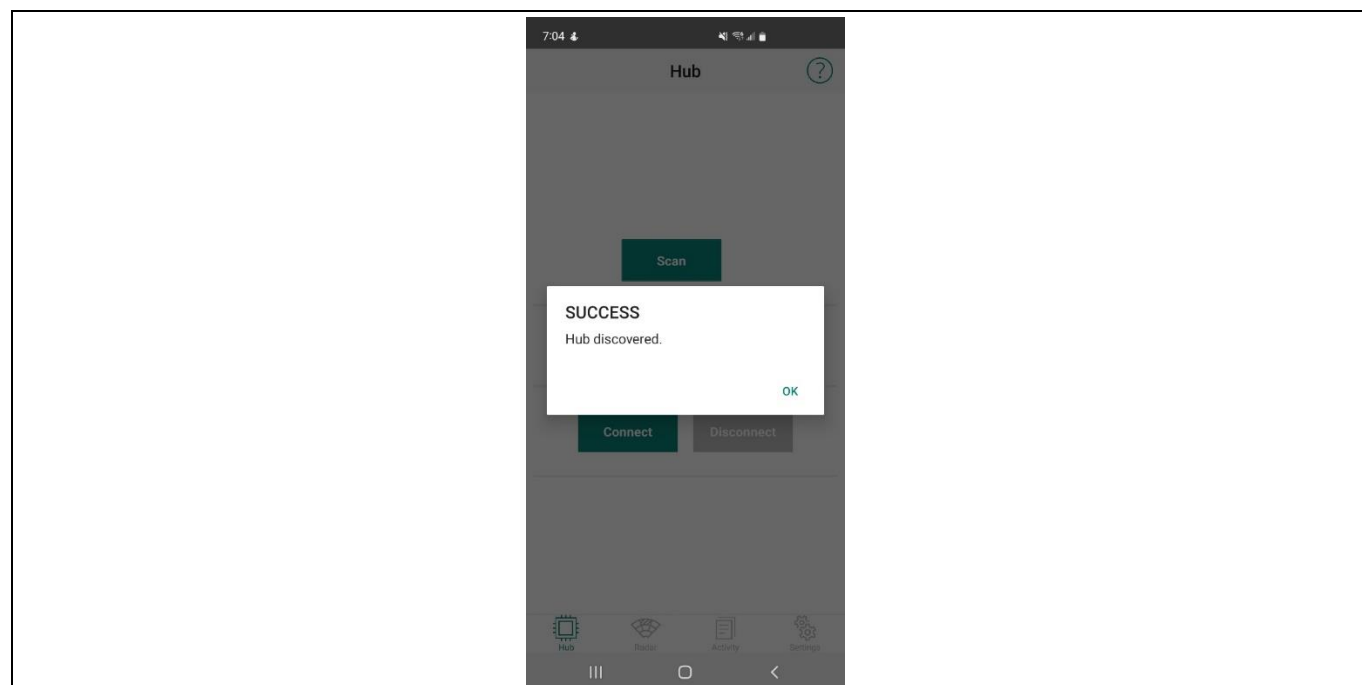 7:04
Hub
?
Scan
SUCCESS
Hub discovered.
OK
Connect Disconnect
Hub Radar Activity Settings